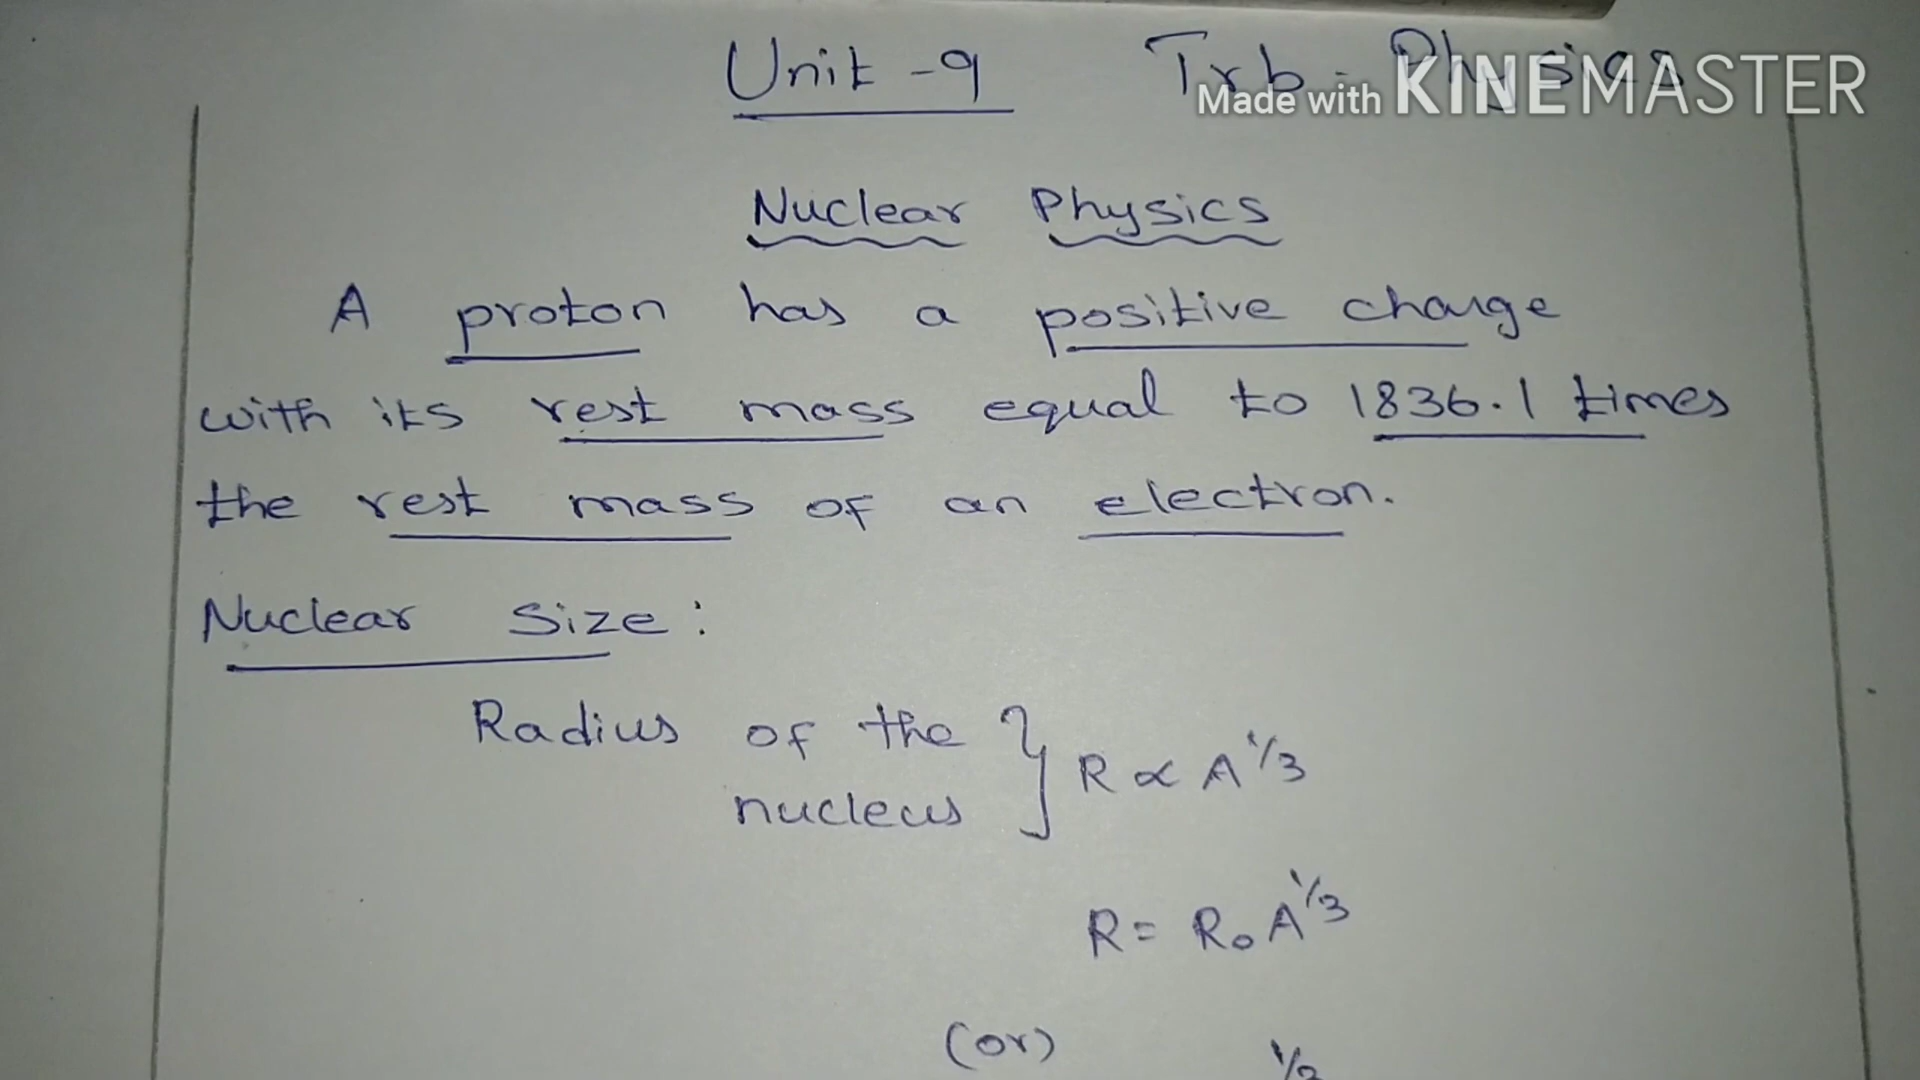 Unit - 9 Trb - Physics
Made with KINEMASTER
Nuclear Physics
A proton has a positive charge
with its rest mass equal to 1836.1 times
the rest mass of an electron.
Nuclear Size:
Radius of the nucleus } R ∝ A^1/3
R = R₀ A^1/3
(or)